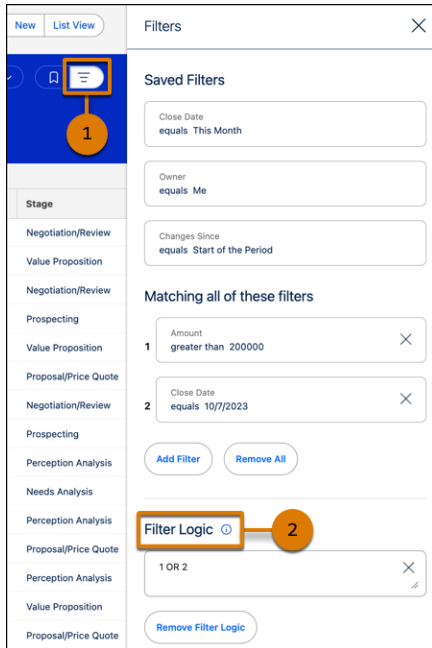 New
List View
1
Stage
Negotiation/Review
Value Proposition
Negotiation/Review
Prospecting
Value Proposition
Proposal/Price Quote
Negotiation/Review
Prospecting
Perception Analysis
Needs Analysis
Perception Analysis
Proposal/Price Quote
Perception Analysis
Value Proposition
Proposal/Price Quote
Filters
Saved Filters
Close Date
equals This Month
Owner
equals Me
Changes Since
equals Start of the Period
Matching all of these filters
1
Amount
greater than 200000
2
Close Date
equals 10/7/2023
Add Filter
Remove All
Filter Logic
2
1 OR 2
Remove Filter Logic